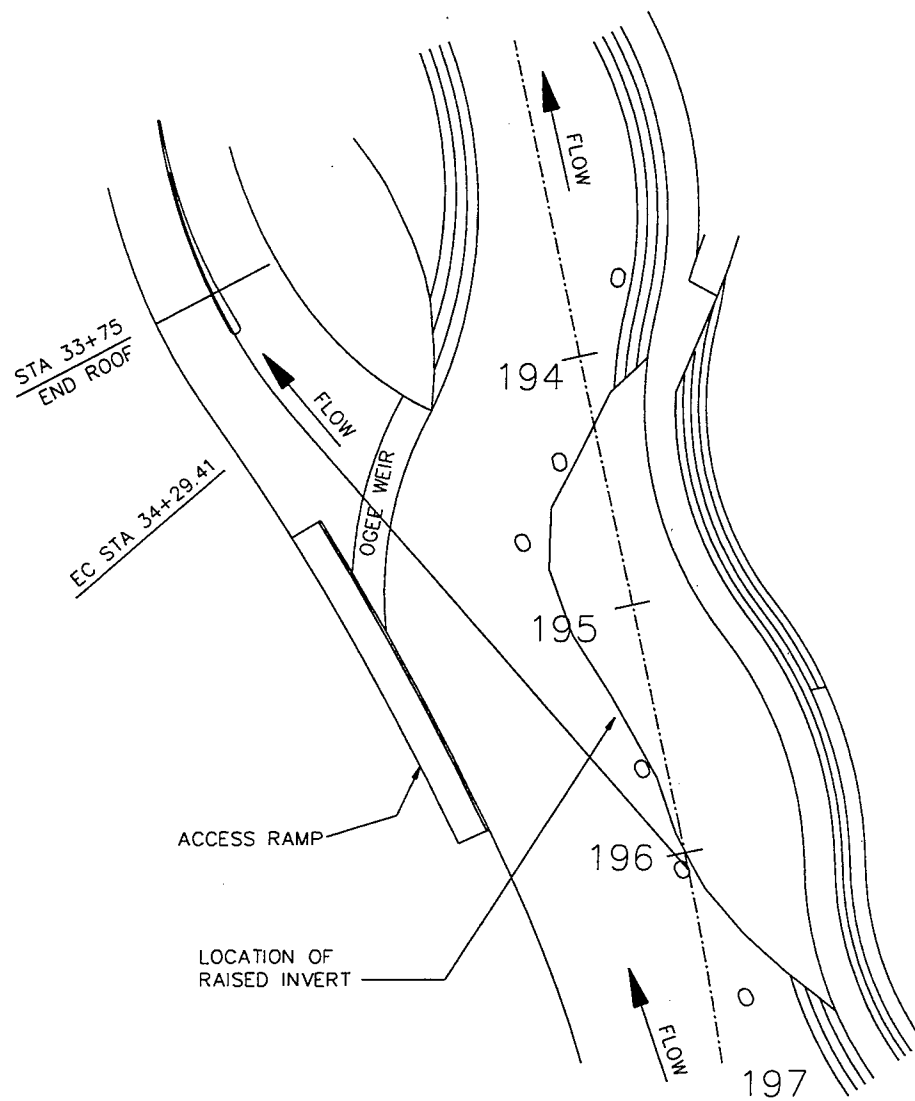 FLOW
STA 33+75
END ROOF
194
FLOW
OGEE WEIR
EC STA 34+29.41
195
ACCESS RAMP
196
LOCATION OF
RAISED INVERT
FLOW
197